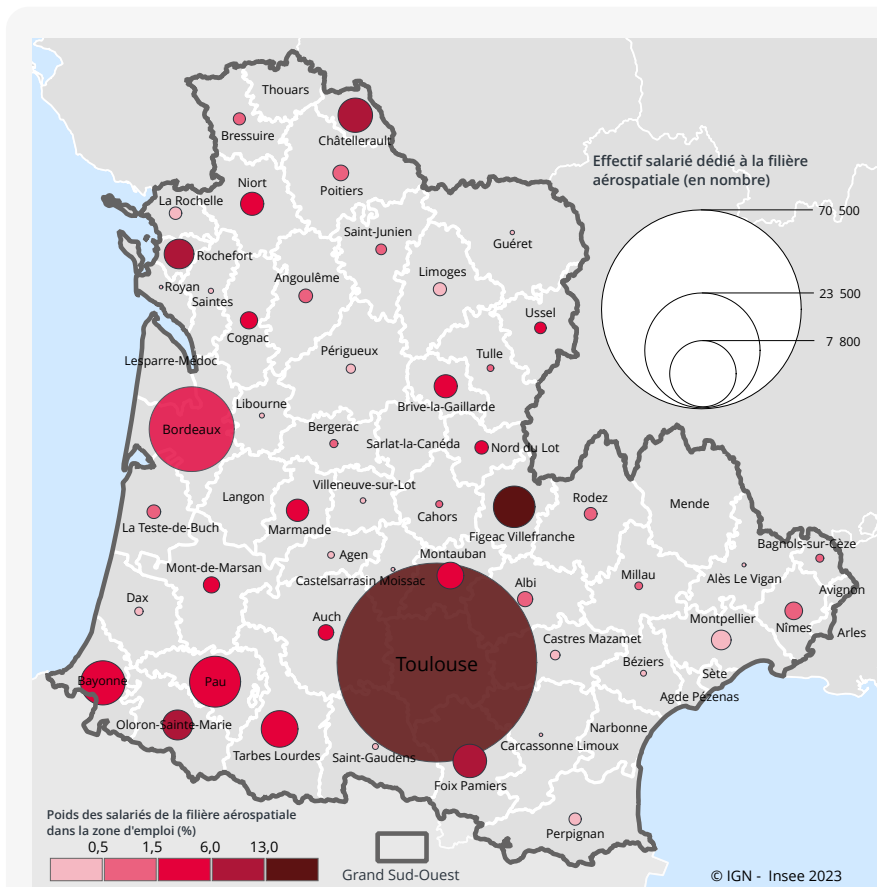 Thouars
Châtellerault
Bressuire
Effectif salarié dédié à la filière
aérospatiale (en nombre)
Poitiers
Niort
La Rochelle
70 500
Saint-Junien
Guéret
Rochefort
Limoges
Angoulême
Royan
Saintes
23 500
Ussel
Cognac
7 800
Périgueux
Tulle
Lesparre-Médoc
Libourne
Brive-la-Gaillarde
Bordeaux
Bergerac
Sarlat-la-Canéda
Nord du Lot
Villeneuve-sur-Lot
Langon
Rodez
Mende
La Teste-de-Buch
Marmande
Cahors
Figeac Villefranche
Bagnols-sur-Cèze
Agen
Montauban
Mont-de-Marsan
Castelsarrasin Moissac
Albi
Millau
Alès Le Vigan
Avignon
Dax
Auch
Montpellier
Nîmes
Arles
Castres Mazamet
Toulouse
Béziers
Sète
Bayonne
Pau
Agde Pézenas
Oloron-Sainte-Marie
Narbonne
Carcassonne Limoux
Tarbes Lourdes
Saint-Gaudens
Foix Pamiers
Perpignan
Poids des salariés de la filière aérospatiale
dans la zone d'emploi (%)
0,5 1,5 6,0 13,0
Grand Sud-Ouest
© IGN - Insee 2023